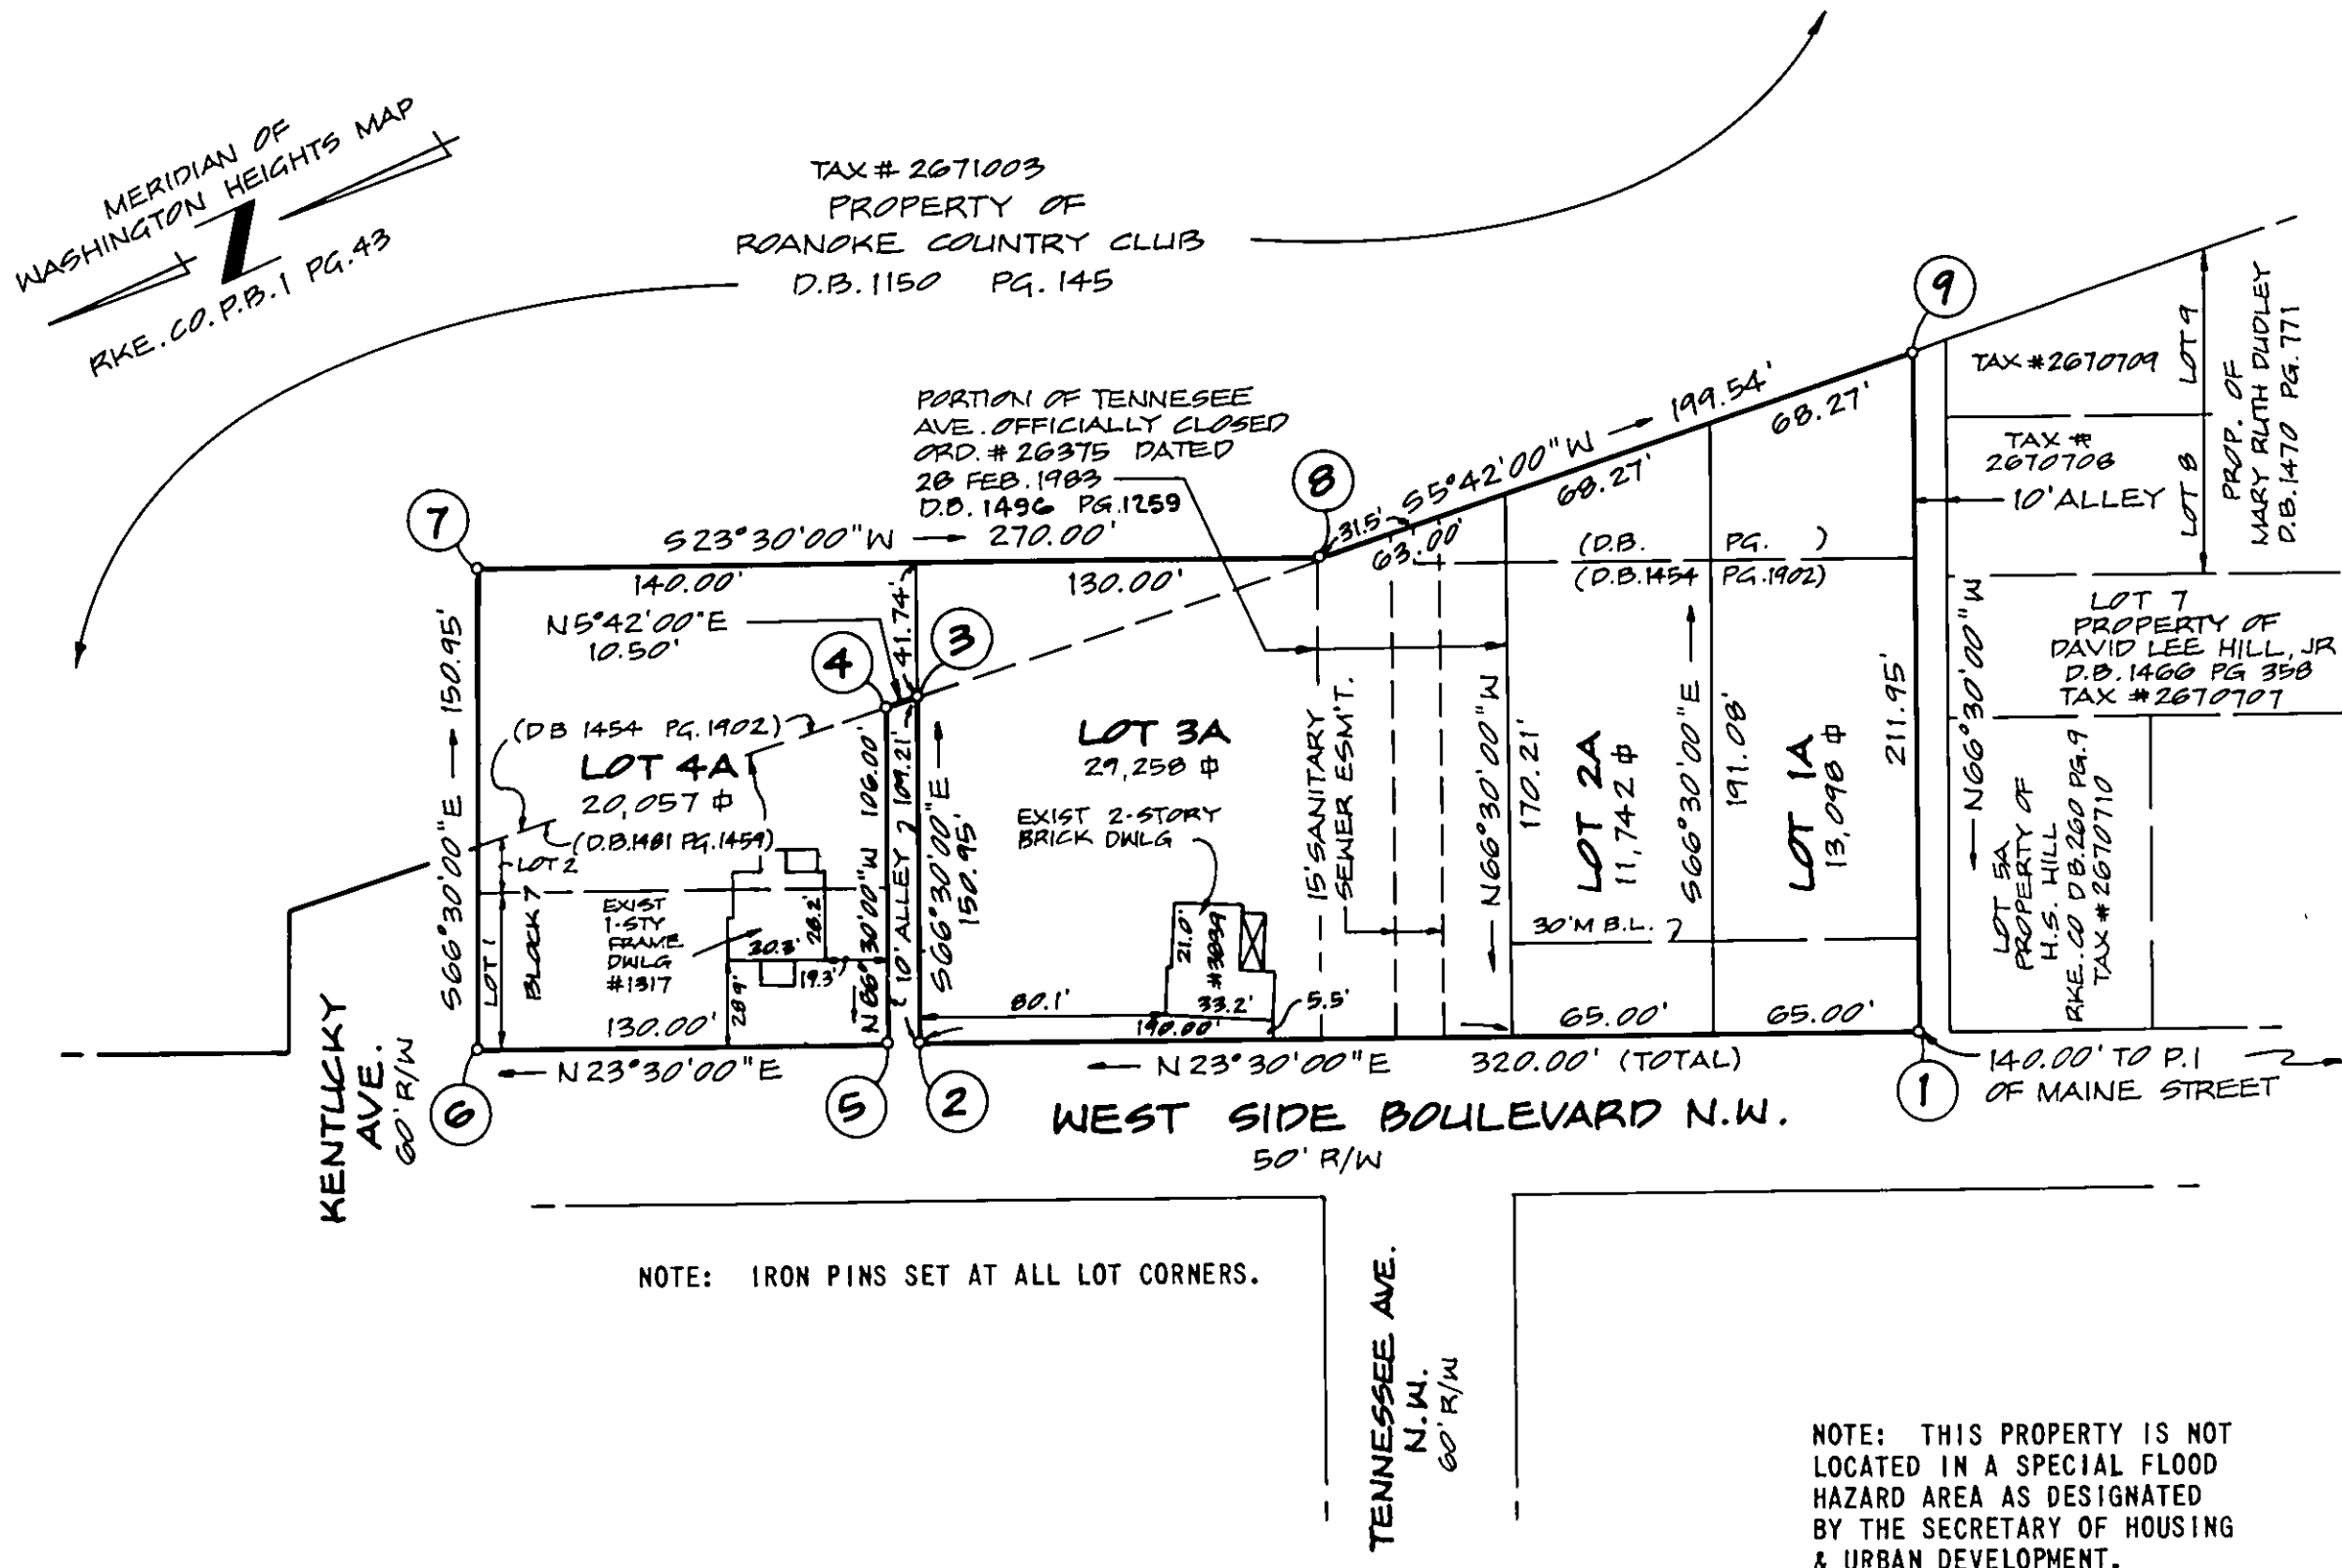 MERIDIAN OF
WASHINGTON HEIGHTS MAP
RKE. CO. P.B. 1 PG. 43
TAX # 2671003
PROPERTY OF
ROANOKE COUNTRY CLUB
D.B. 1150 PG. 145
PORTION OF TENNESEE
AVE. OFFICIALLY CLOSED
ORD. # 26375 DATED
28 FEB. 1983
D.B. 1496 PG. 1259
7
S23°30'00"W → 270.00'
140.00'
130.00'
8
31.5'
63.00'
S5°42'00"W → 199.54'
68.27'
68.27'
9
TAX #2670709
LOT 9
TAX #
2670708
LOT 8
10' ALLEY
PROP. OF
MARY RUTH DUDLEY
D.B. 1470 PG. 771
(D.B. PG. )
(D.B. 1454 PG. 1902)
LOT 7
PROPERTY OF
DAVID LEE HILL, JR
D.B. 1466 PG 358
TAX #2670707
N66°30'00"W
LOT 5A
PROPERTY OF
H.S. HILL
RKE. CO D.B. 260 PG. 9
TAX #2670710
N5°42'00"E
10.50'
41.74'
3
4
S66°30'00"E → 150.95'
(DB 1454 PG. 1902)
LOT 4A
20,057 ⌽
(D.B. 1481 PG. 1459)
LOT 2
LOT 1
BLOCK 7
EXIST
1-STY
FRAME
DWLG
#1317
20.3'
28.2'
19.3'
28.9'
130.00'
N66°30'00"W 106.00'
10' ALLEY
109.21'
S66°30'00"E
150.95'
LOT 3A
29,258 ⌽
EXIST 2-STORY
BRICK DWLG
21.0'
#3839
33.2'
5.5'
80.1'
190.00'
15' SANITARY
SEWER ESM'T.
N66°30'00"W
170.21'
LOT 2A
11,742 ⌽
S66°30'00"E
191.08'
LOT 1A
13,098 ⌽
211.95'
30' M.B.L.
65.00'
65.00'
KENTUCKY
AVE.
60' R/W
6
N23°30'00"E
5
2
N23°30'00"E 320.00' (TOTAL)
1
140.00' TO P.I
OF MAINE STREET
WEST SIDE BOULEVARD N.W.
50' R/W
NOTE: IRON PINS SET AT ALL LOT CORNERS.
TENNESSEE AVE.
N.W.
60' R/W
NOTE: THIS PROPERTY IS NOT
LOCATED IN A SPECIAL FLOOD
HAZARD AREA AS DESIGNATED
BY THE SECRETARY OF HOUSING
& URBAN DEVELOPMENT.